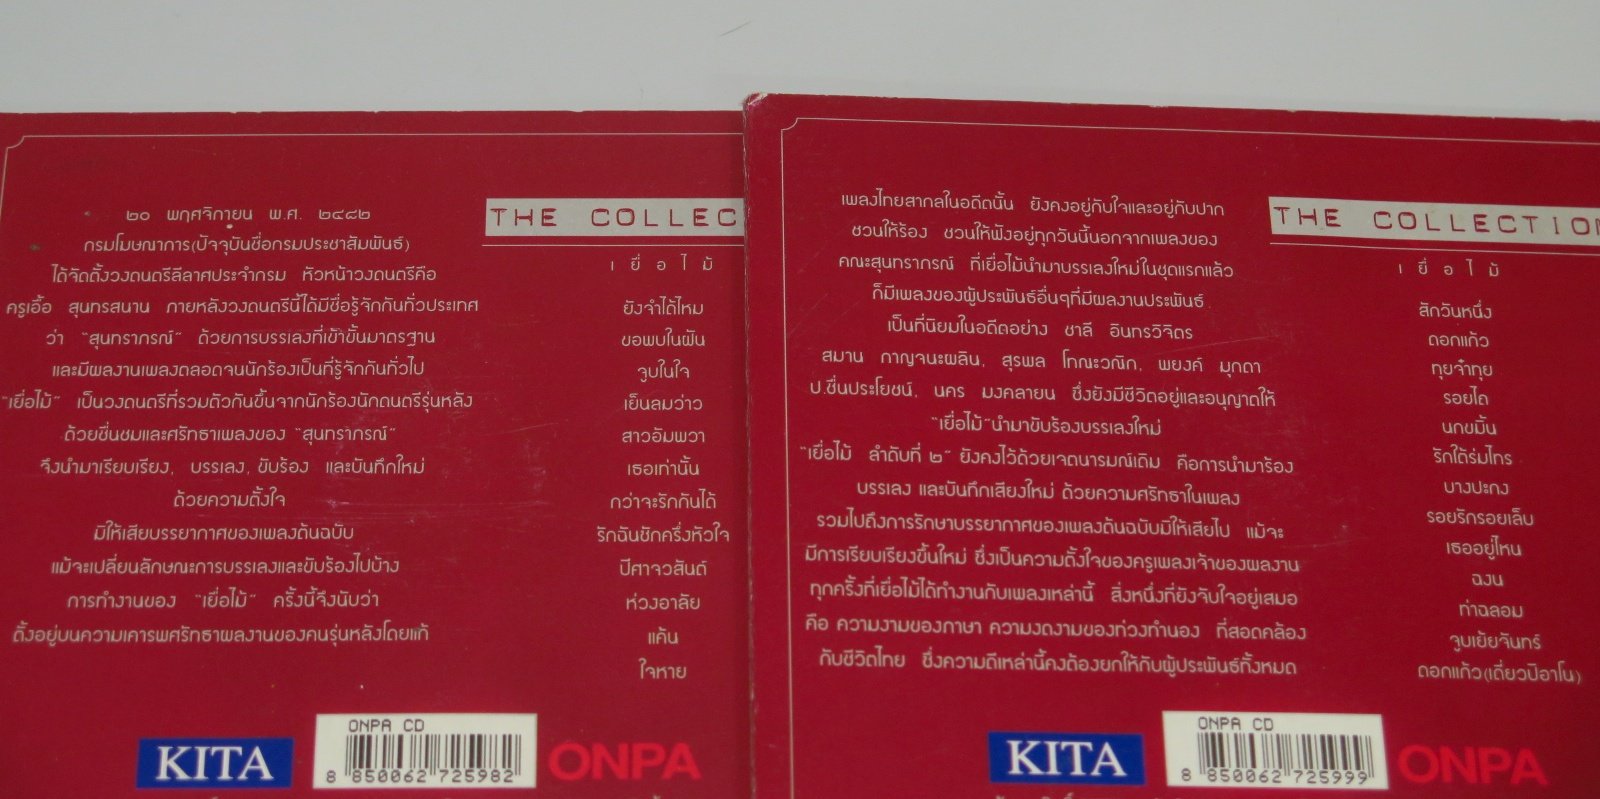 ๒๐ พฤศจิกายน พ.ศ. ๒๔๘๒
กรมโฆษณาการ(ปัจจุบันชื่อกรมประชาสัมพันธ์)
ได้จัดตั้งวงดนตรีลีลาศประจำกรม หัวหน้าวงดนตรีคือ
ครูเอื้อ สุนทรสนาน ภายหลังวงดนตรีนี้ได้มีชื่อรู้จักกันทั่วประเทศ
ว่า "สุนทราภรณ์" ด้วยการบรรเลงที่เข้าขั้นมาตรฐาน
และมีผลงานเพลงตลอดจนนักร้องเป็นที่รู้จักกันทั่วไป
"เยื่อไม้" เป็นวงดนตรีที่รวมตัวกันขึ้นจากนักร้องนักดนตรีรุ่นหลัง
ด้วยชื่นชมและศรัทธาเพลงของ "สุนทราภรณ์"
จึงนำมาเรียบเรียง, บรรเลง, ขับร้อง และบันทึกใหม่
ด้วยความตั้งใจ
มิให้เสียบรรยากาศของเพลงต้นฉบับ
แม้จะเปลี่ยนลักษณะการบรรเลงและขับร้องไปบ้าง
การทำงานของ "เยื่อไม้" ครั้งนี้จึงนับว่า
ตั้งอยู่บนความเคารพศรัทธาผลงานของคนรุ่นหลังโดยแท้
THE COLLEC
เยื่อไม้
ยังจำได้ไหม
ขอพบในฝัน
จูบในใจ
เย็นลมว่าว
สาวอัมพวา
เธอเท่านั้น
กว่าจะรักกันได้
รักฉันซักครึ่งหัวใจ
ปีศาจวสันต์
ห่วงอาลัย
แค้น
ใจหาย
KITA
ONPA CD
8 850062 725982
ONPA
เพลงไทยสากลในอดีตนั้น ยังคงอยู่กับใจและอยู่กับปาก
ชวนให้ร้อง ชวนให้ฟังอยู่ทุกวันนี้นอกจากเพลงของ
คณะสุนทราภรณ์ ที่เยื่อไม้นำมาบรรเลงใหม่ในชุดแรกแล้ว
ก็มีเพลงของผู้ประพันธ์อื่นๆที่มีผลงานประพันธ์
เป็นที่นิยมในอดีตอย่าง ชาลี อินทรวิจิตร
สมาน กาญจนะผลิน, สุรพล โทณะวณิก, พยงค์ มุกดา
ป.ชื่นประโยชน์, นคร มงคลายน ซึ่งยังมีชีวิตอยู่และอนุญาตให้
"เยื่อไม้" นำมาขับร้องบรรเลงใหม่
"เยื่อไม้ ลำดับที่ ๒" ยังคงไว้ด้วยเจตนารมณ์เดิม คือการนำมาร้อง
บรรเลง และบันทึกเสียงใหม่ ด้วยความศรัทธาในเพลง
รวมไปถึงการรักษาบรรยากาศของเพลงต้นฉบับมิให้เสียไป แม้จะ
มีการเรียบเรียงขึ้นใหม่ ซึ่งเป็นความตั้งใจของครูเพลงเจ้าของผลงาน
ทุกครั้งที่เยื่อไม้ได้ทำงานกับเพลงเหล่านี้ สิ่งหนึ่งที่ยังจับใจอยู่เสมอ
คือ ความงามของภาษา ความงดงามของท่วงทำนอง ที่สอดคล้อง
กับชีวิตไทย ซึ่งความดีเหล่านี้คงต้องยกให้กับผู้ประพันธ์ทั้งหมด
THE COLLECTION
เยื่อไม้
สักวันหนึ่ง
ดอกแก้ว
ทุยจ๋าทุย
รอยไถ
นกขมิ้น
รักใต้ร่มไทร
บางปะกง
รอยรักรอยเล็บ
เธออยู่ไหน
ฉงน
ท่าฉลอม
จูบเย้ยจันทร์
ดอกแก้ว(เดี่ยวปิอาโน)
KITA
ONPA CD
8 850062 725999
ONPA